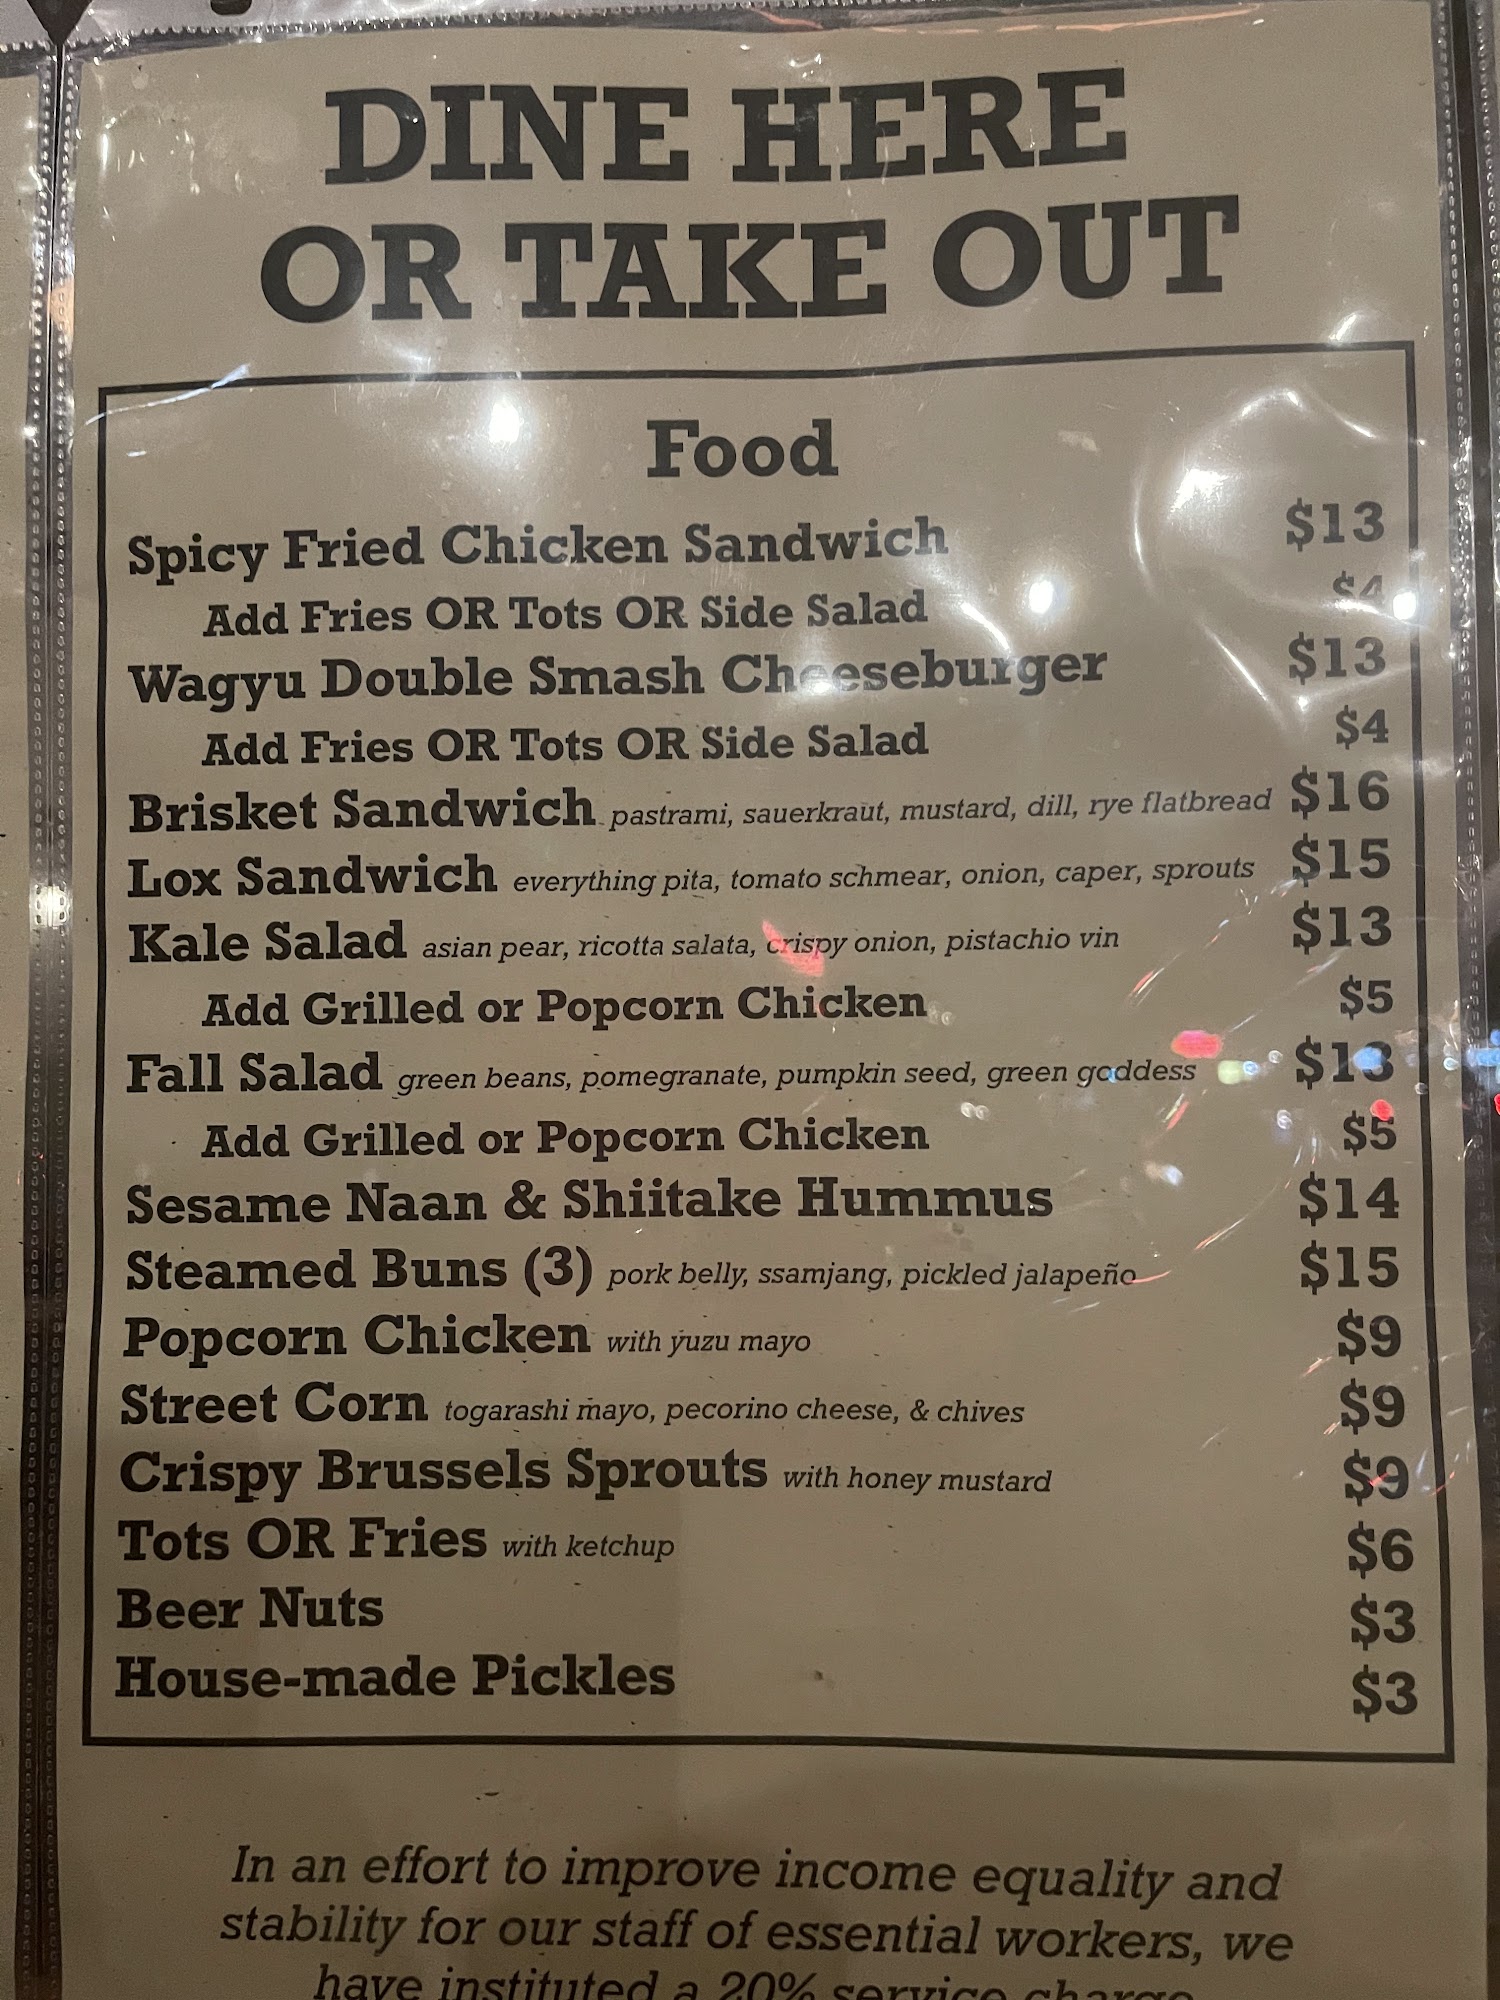 DINE HERE
OR TAKE OUT
Food
Spicy Fried Chicken Sandwich $13
Add Fries OR Tots OR Side Salad $4
Wagyu Double Smash Cheeseburger $13
Add Fries OR Tots OR Side Salad $4
Brisket Sandwich pastrami, sauerkraut, mustard, dill, rye flatbread $16
Lox Sandwich everything pita, tomato schmear, onion, caper, sprouts $15
Kale Salad asian pear, ricotta salata, crispy onion, pistachio vin $13
Add Grilled or Popcorn Chicken $5
Fall Salad green beans, pomegranate, pumpkin seed, green goddess $13
Add Grilled or Popcorn Chicken $5
Sesame Naan & Shiitake Hummus $14
Steamed Buns (3) pork belly, ssamjang, pickled jalapeño $15
Popcorn Chicken with yuzu mayo $9
Street Corn togarashi mayo, pecorino cheese, & chives $9
Crispy Brussels Sprouts with honey mustard $9
Tots OR Fries with ketchup $6
Beer Nuts $3
House-made Pickles $3
In an effort to improve income equality and
stability for our staff of essential workers, we
have instituted a 20% service charge